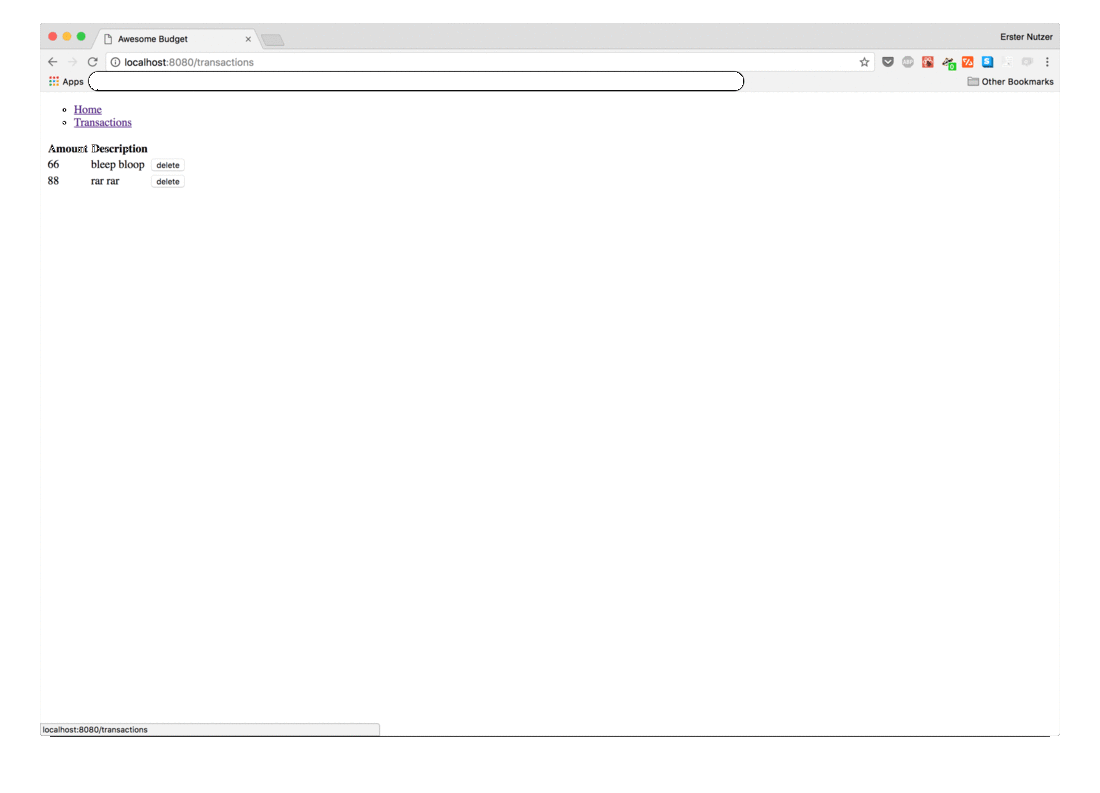 Awesome Budget
Erster Nutzer
localhost:8080/transactions
Apps
Other Bookmarks
Home
Transactions
Amount Description
66 bleep bloop delete
88 rar rar delete
localhost:8080/transactions